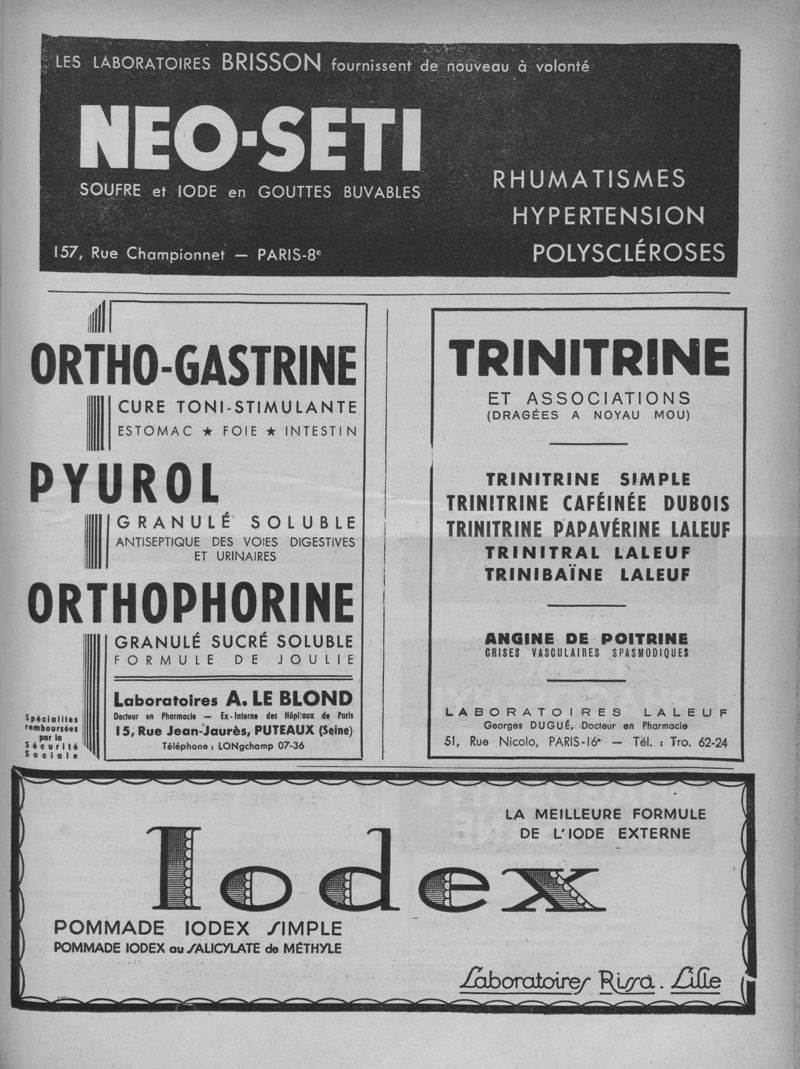 LES LABORATOIRES BRISSON fournissent de nouveau à volonté
NEO-SETI
SOUFRE et IODE en GOUTTES BUVABLES
RHUMATISMES
HYPERTENSION
POLYSCLÉROSES
157, Rue Championnet — PARIS-8e
ORTHO-GASTRINE
CURE TONI-STIMULANTE
ESTOMAC ★ FOIE ★ INTESTIN
PYUROL
GRANULÉ SOLUBLE
ANTISEPTIQUE DES VOIES DIGESTIVES
ET URINAIRES
ORTHOPHORINE
GRANULÉ SUCRÉ SOLUBLE
FORMULE DE JOULIE
Laboratoires A. LE BLOND
Docteur en Pharmacie — Ex-Interne des Hôpitaux de Paris
15, Rue Jean-Jaurès, PUTEAUX (Seine)
Téléphone : LONgchamp 07-36
Spécialités
remboursées
par la
Sécurité
Sociale
TRINITRINE
ET ASSOCIATIONS
(DRAGÉES A NOYAU MOU)
TRINITRINE SIMPLE
TRINITRINE CAFÉINÉE DUBOIS
TRINITRINE PAPAVÉRINE LALEUF
TRINITRAL LALEUF
TRINIBAÏNE LALEUF
ANGINE DE POITRINE
CRISES VASCULAIRES SPASMODIQUES
LABORATOIRES LALEUF
Georges DUGUÉ, Docteur en Pharmacie
51, Rue Nicolo, PARIS-16e — Tél. : Tro. 62-24
LA MEILLEURE FORMULE
DE L'IODE EXTERNE
Iodex
POMMADE IODEX SIMPLE
POMMADE IODEX au SALICYLATE de MÉTHYLE
Laboratoires Rissa. Lille